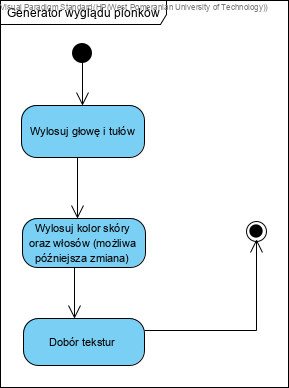 Visual Paradigm Standard(HP(West Pomeranian University of Technology))
Generator wyglądu pionków
Wylosuj głowę i tułów
Wylosuj kolor skóry
oraz włosów (możliwa
późniejsza zmiana)
Dobór tekstur